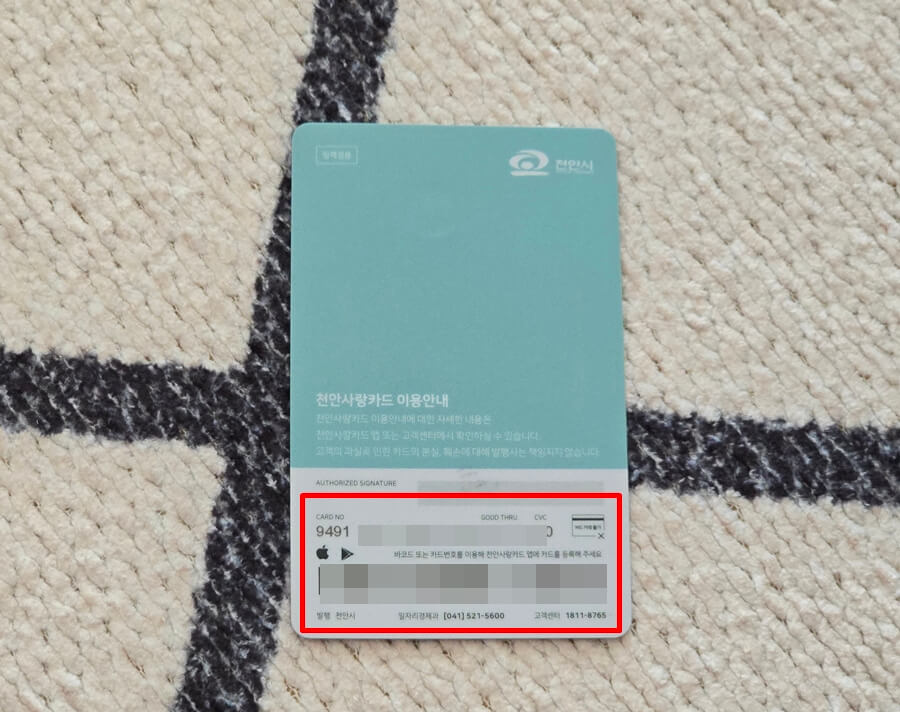 천안시
천안사랑카드 이용안내
천안사랑카드 이용안내에 대한 자세한 내용은
천안사랑카드 앱 또는 고객센터에서 확인하실 수 있습니다.
고객의 과실로 인한 카드의 분실, 훼손에 대해 발행사는 책임지지 않습니다.
AUTHORIZED SIGNATURE
CARD NO GOOD THRU CVC
9491 0
바코드 또는 카드번호를 이용해 천안사랑카드 앱에 카드를 등록해 주세요
발행 천안시 일자리경제과 [041] 521-5600 고객센터 1811-8765